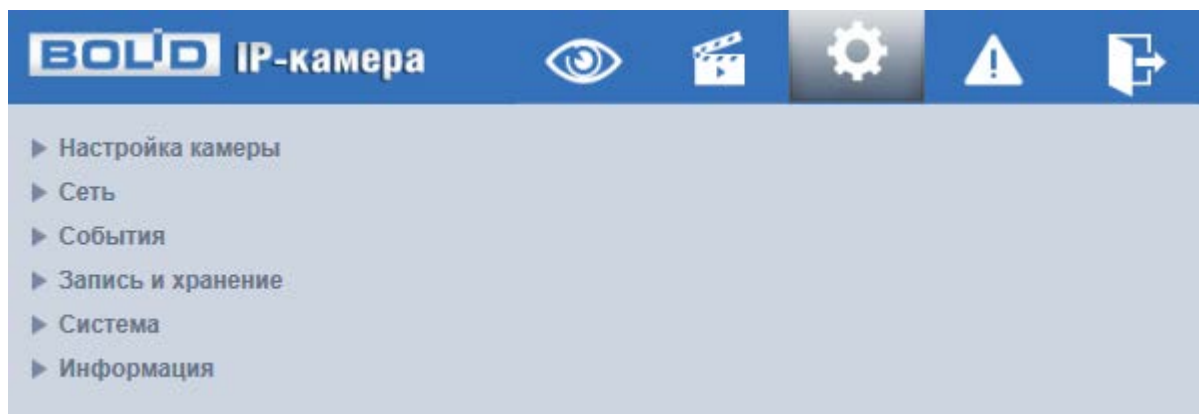 BOLID IP-камера
Настройка камеры
Сеть
События
Запись и хранение
Система
Информация